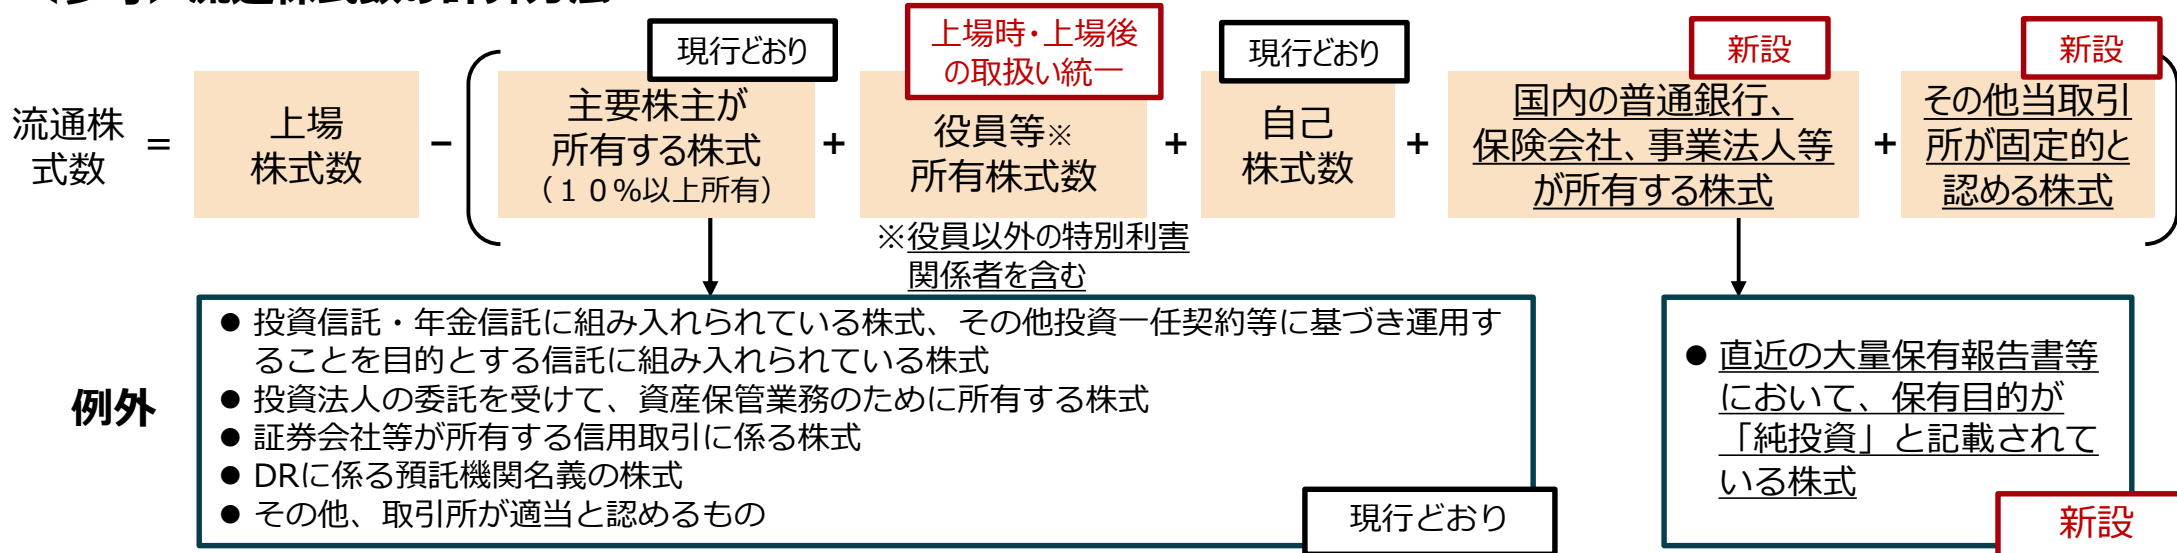 現行どおり
上場時・上場後
の取扱い統一
現行どおり
新設
新設
流通株
式数
=
上場
株式数
−
主要株主が
所有する株式
（１０%以上所有）
+
役員等※
所有株式数
+
自己
株式数
+
国内の普通銀行、
保険会社、事業法人等
が所有する株式
+
その他当取引
所が固定的と
認める株式
※役員以外の特別利害
関係者を含む
例外
● 投資信託・年金信託に組み入れられている株式、その他投資一任契約等に基づき運用す
ることを目的とする信託に組み入れられている株式
● 投資法人の委託を受けて、資産保管業務のために所有する株式
● 証券会社等が所有する信用取引に係る株式
● DRに係る預託機関名義の株式
● その他、取引所が適当と認めるもの
現行どおり
● 直近の大量保有報告書等
において、保有目的が
「純投資」と記載されて
いる株式
新設